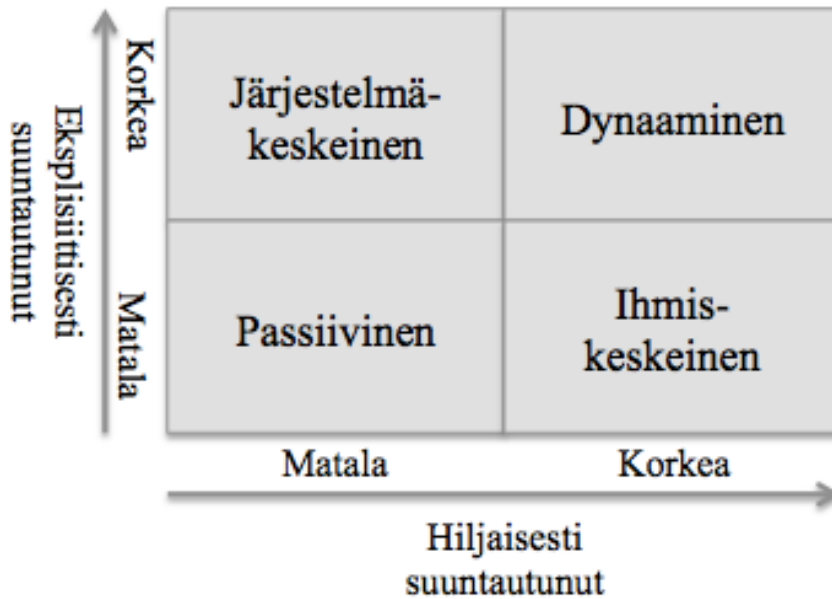 Eksplisiittisesti
suuntautunut
Korkea
Matala
Järjestelmä-
keskeinen
Dynaaminen
Passiivinen
Ihmis-
keskeinen
Matala
Korkea
Hiljaisesti
suuntautunut